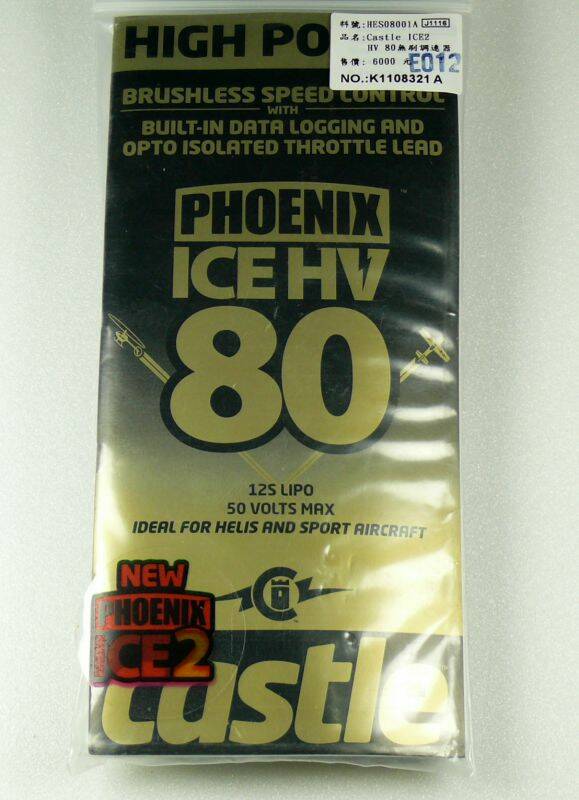 料號:HES08001A J1116
品名:Castle ICE2
HV 80無刷調速器
售價: 6000 元
E012
NO.:K1108321 A
HIGH PO
BRUSHLESS SPEED CONTROL
WITH
BUILT-IN DATA LOGGING AND
OPTO ISOLATED THROTTLE LEAD
PHOENIX™
ICE HV
80
12S LIPO
50 VOLTS MAX
IDEAL FOR HELIS AND SPORT AIRCRAFT
NEW
PHOENIX
ICE2
castle